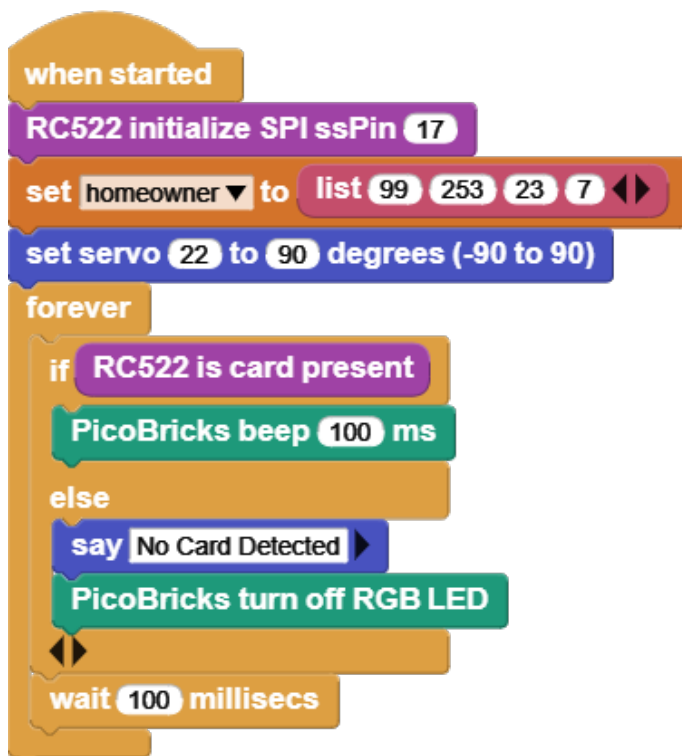 when started
RC522 initialize SPI ssPin 17
set homeowner to list 99 253 23 7
set servo 22 to 90 degrees (-90 to 90)
forever
if RC522 is card present
PicoBricks beep 100 ms
else
say No Card Detected
PicoBricks turn off RGB LED
wait 100 millisecs